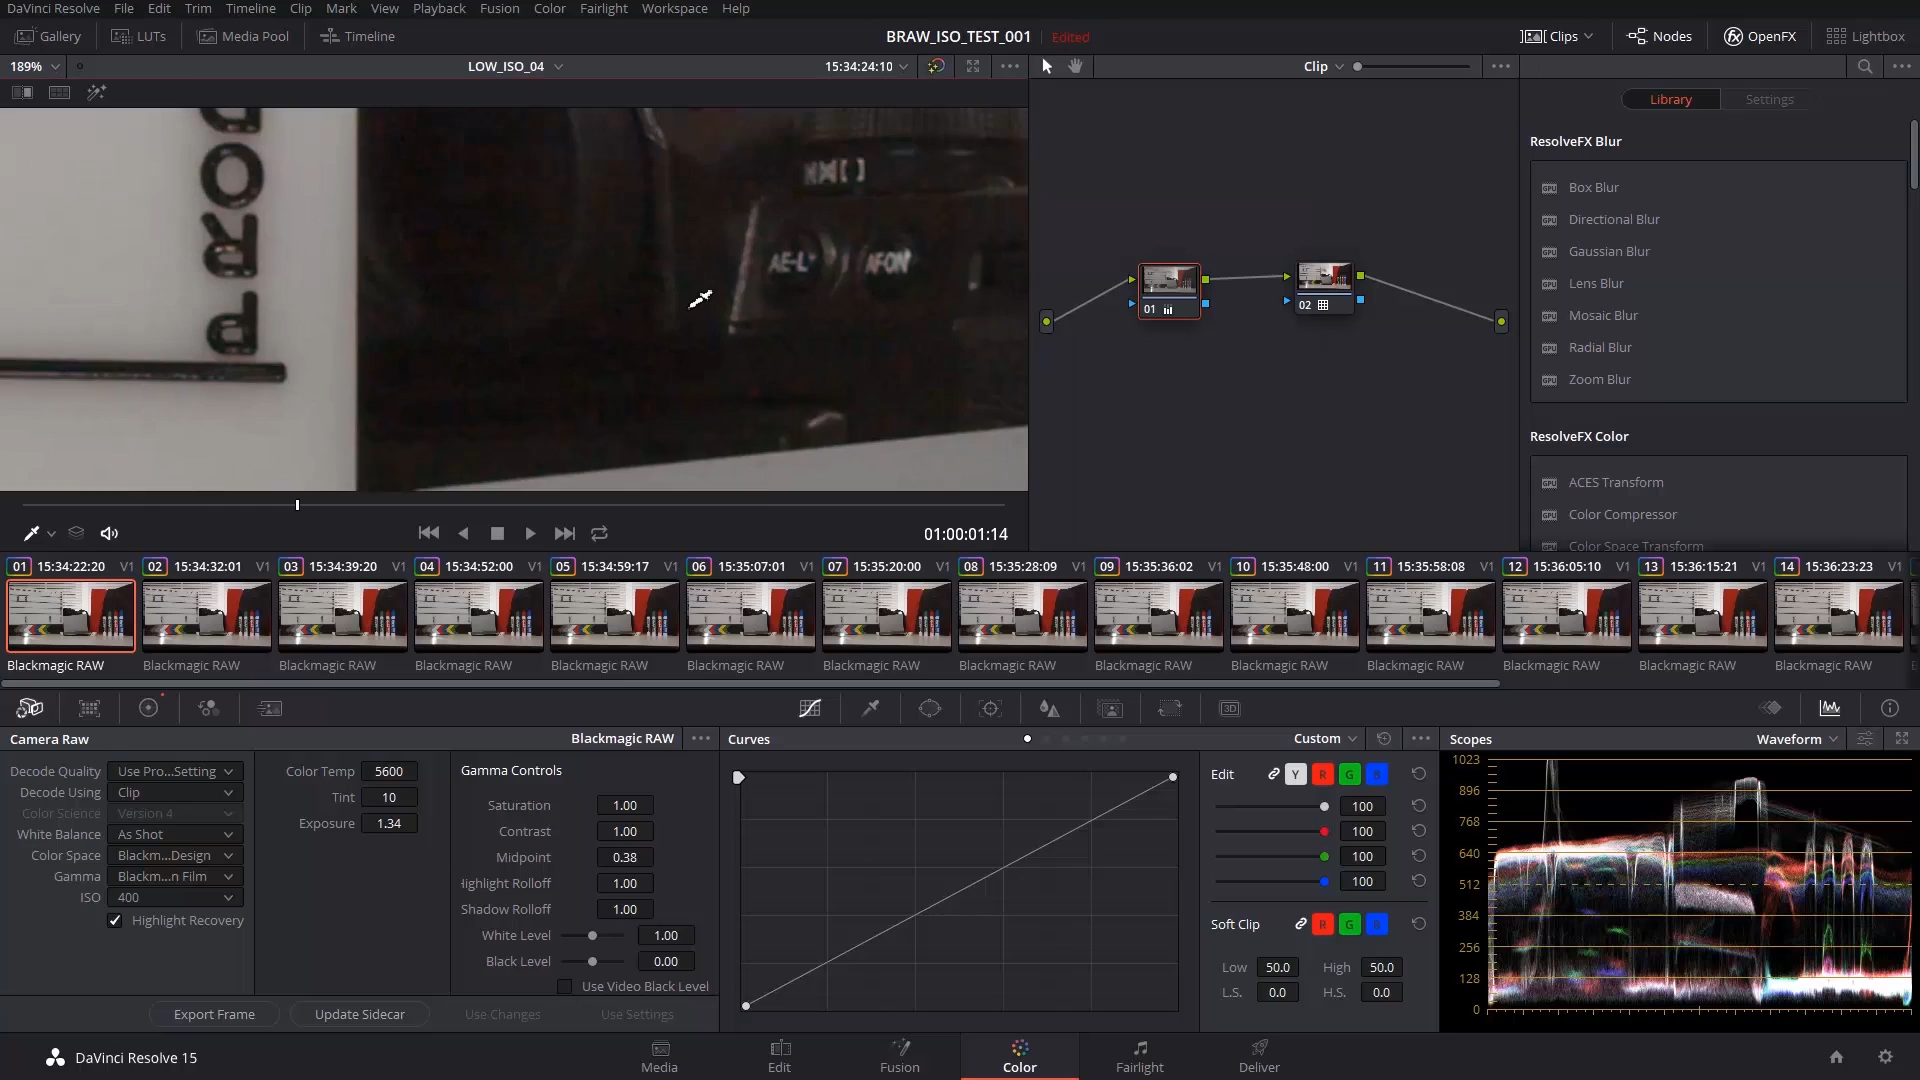 DaVinci Resolve File Edit Trim Timeline Clip Mark View Playback Fusion Color Fairlight Workspace Help
Gallery LUTs Media Pool Timeline BRAW_ISO_TEST_001 Edited Clips Nodes OpenFX Lightbox
189% LOW_ISO_04 15:34:24:10 Clip
Library Settings
ResolveFX Blur
Box Blur
Directional Blur
Gaussian Blur
Lens Blur
Mosaic Blur
Radial Blur
Zoom Blur
ResolveFX Color
ACES Transform
Color Compressor
Color Space Transform
AE-L
AFON
01
02
01:00:01:14
01 15:34:22:20 V1 02 15:34:32:01 V1 03 15:34:39:20 V1 04 15:34:52:00 V1 05 15:34:59:17 V1 06 15:35:07:01 V1 07 15:35:20:00 V1 08 15:35:28:09 V1 09 15:35:36:02 V1 10 15:35:48:00 V1 11 15:35:58:08 V1 12 15:36:05:10 V1 13 15:36:15:21 V1 14 15:36:23:23 V1
Blackmagic RAW Blackmagic RAW Blackmagic RAW Blackmagic RAW Blackmagic RAW Blackmagic RAW Blackmagic RAW Blackmagic RAW Blackmagic RAW Blackmagic RAW Blackmagic RAW Blackmagic RAW Blackmagic RAW Blackmagic RAW
3D
Camera Raw Blackmagic RAW
Decode Quality Use Pro...Setting
Decode Using Clip
Color Science Version 4
White Balance As Shot
Color Space Blackm...Design
Gamma Blackm...n Film
ISO 400
Highlight Recovery
Color Temp 5600
Tint 10
Exposure 1.34
Gamma Controls
Saturation 1.00
Contrast 1.00
Midpoint 0.38
Highlight Rolloff 1.00
Shadow Rolloff 1.00
White Level 1.00
Black Level 0.00
Use Video Black Level
Export Frame Update Sidecar Use Changes Use Settings
Curves Custom
Edit Y R G B
100
100
100
100
Soft Clip R G B
Low 50.0 High 50.0
L.S. 0.0 H.S. 0.0
Scopes Waveform
1023
896
768
640
512
384
256
128
0
DaVinci Resolve 15 Media Edit Fusion Color Fairlight Deliver